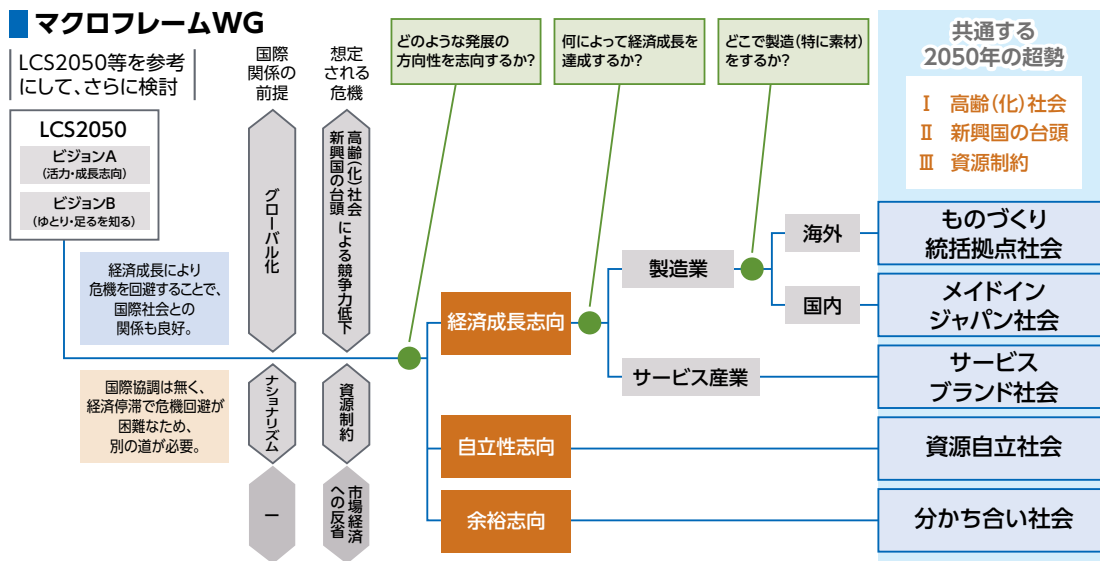 マクロフレームWG
LCS2050等を参考
にして、さらに検討
LCS2050
ビジョンA
(活力・成長志向)
ビジョンB
(ゆとり・足るを知る)
経済成長により
危機を回避することで、
国際社会との
関係も良好。
国際協調は無く、
経済停滞で危機回避が
困難なため、
別の道が必要。
国際
関係の
前提
グローバル化
ナショナリズム
ー
想定
される
危機
高齢(化)社会
新興国の台頭
による競争力低下
資源制約
市場経済
への反省
どのような発展の
方向性を志向するか?
何によって経済成長を
達成するか?
どこで製造(特に素材)
をするか?
経済成長志向
自立性志向
余裕志向
製造業
サービス産業
海外
国内
共通する
2050年の趨勢
Ⅰ 高齢(化)社会
Ⅱ 新興国の台頭
Ⅲ 資源制約
ものづくり
統括拠点社会
メイドイン
ジャパン社会
サービス
ブランド社会
資源自立社会
分かち合い社会